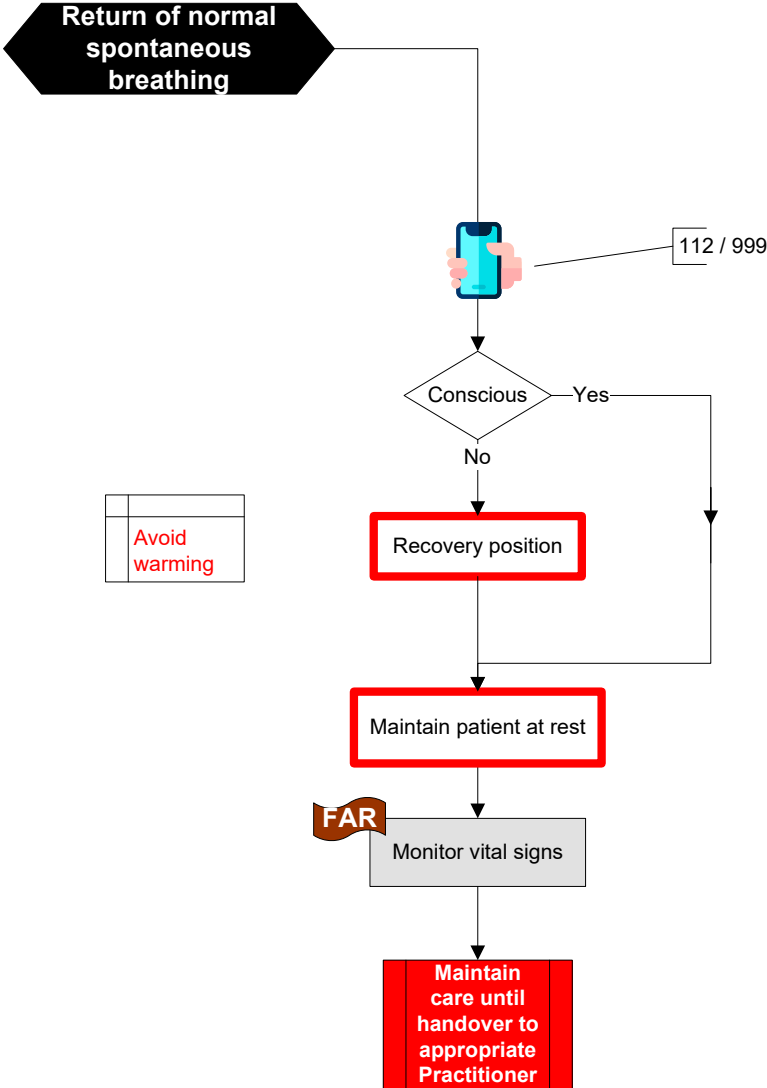 Return of normal
spontaneous
breathing
112 / 999
Conscious
Yes
No
Avoid
warming
Recovery position
Maintain patient at rest
FAR
Monitor vital signs
Maintain
care until
handover to
appropriate
Practitioner